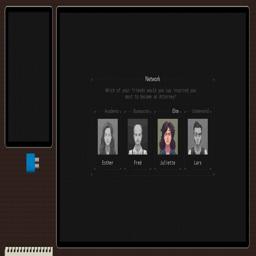 Network
Which of your friends would you say inspired you
most to become an Attorney?
Academic
Bureaucrat
Elite
Underworld
Esther
Fred
Juliette
Lars